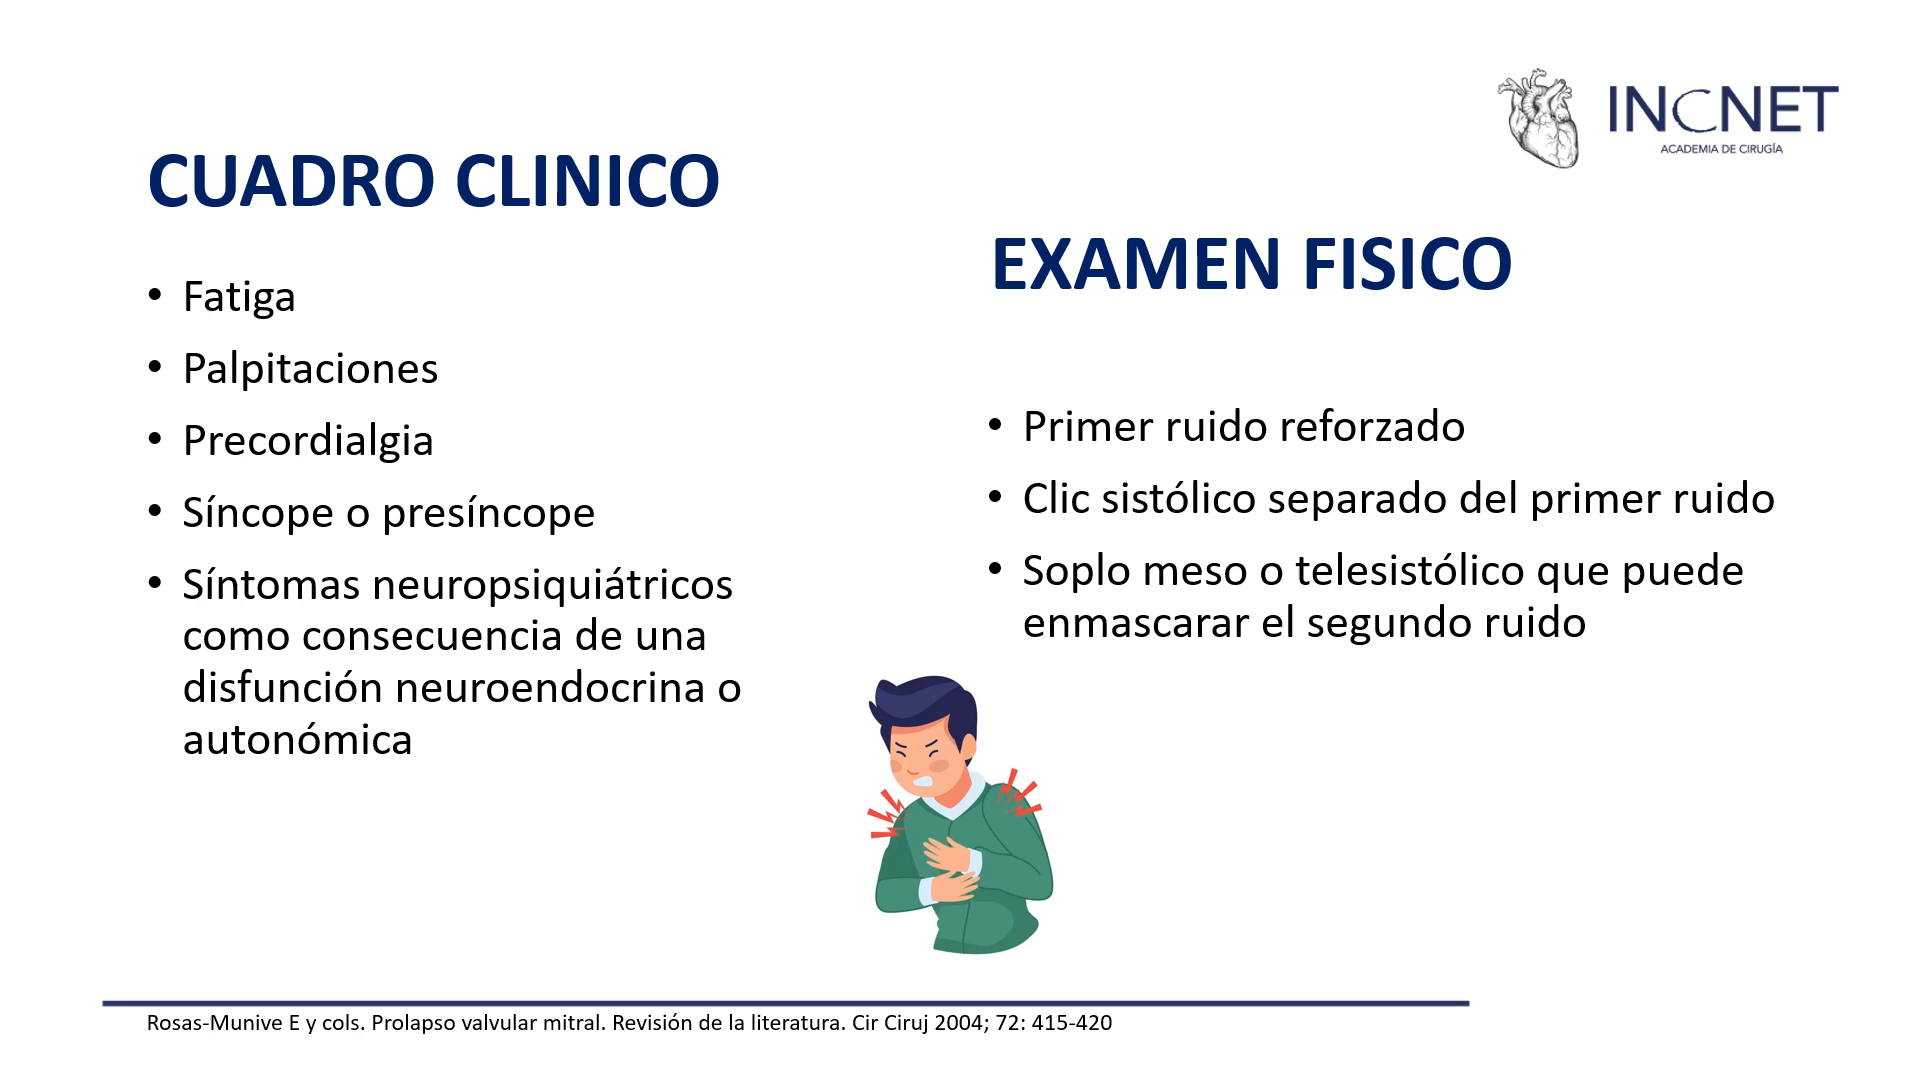 INCNET
ACADEMIA DE CIRUGÍA
CUADRO CLINICO
• Fatiga
• Palpitaciones
• Precordialgia
• Síncope o presíncope
• Síntomas neuropsiquiátricos
como consecuencia de una
disfunción neuroendocrina o
autonómica
EXAMEN FISICO
• Primer ruido reforzado
• Clic sistólico separado del primer ruido
• Soplo meso o telesistólico que puede
enmascarar el segundo ruido
Rosas-Munive E y cols. Prolapso valvular mitral. Revisión de la literatura. Cir Ciruj 2004; 72: 415-420